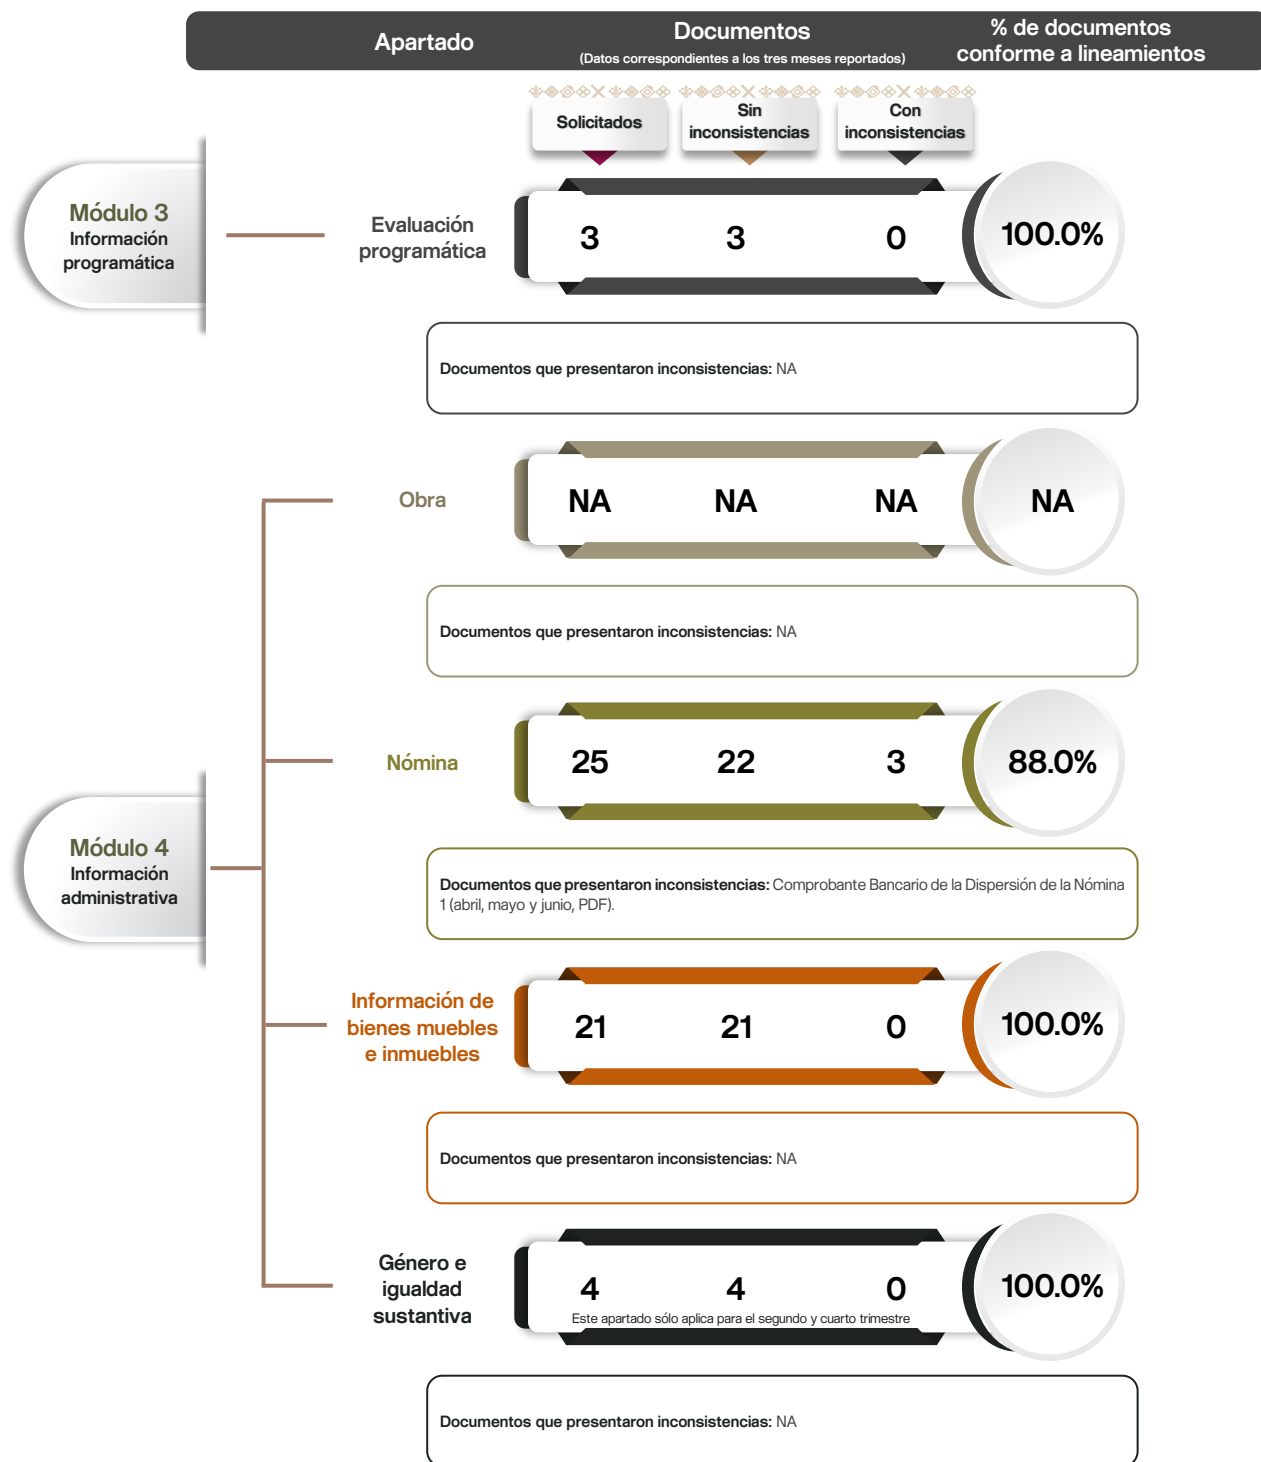 Apartado
Documentos
(Datos correspondientes a los tres meses reportados)
% de documentos
conforme a lineamientos
Solicitados
Sin
inconsistencias
Con
inconsistencias
Módulo 3
Información
programática
Evaluación
programática
3 3 0 100.0%
Documentos que presentaron inconsistencias: NA
Obra
NA NA NA NA
Documentos que presentaron inconsistencias: NA
Nómina
25 22 3 88.0%
Documentos que presentaron inconsistencias: Comprobante Bancario de la Dispersión de la Nómina
1 (abril, mayo y junio, PDF).
Módulo 4
Información
administrativa
Información de
bienes muebles
e inmuebles
21 21 0 100.0%
Documentos que presentaron inconsistencias: NA
Género e
igualdad
sustantiva
4 4 0 100.0%
Este apartado sólo aplica para el segundo y cuarto trimestre
Documentos que presentaron inconsistencias: NA